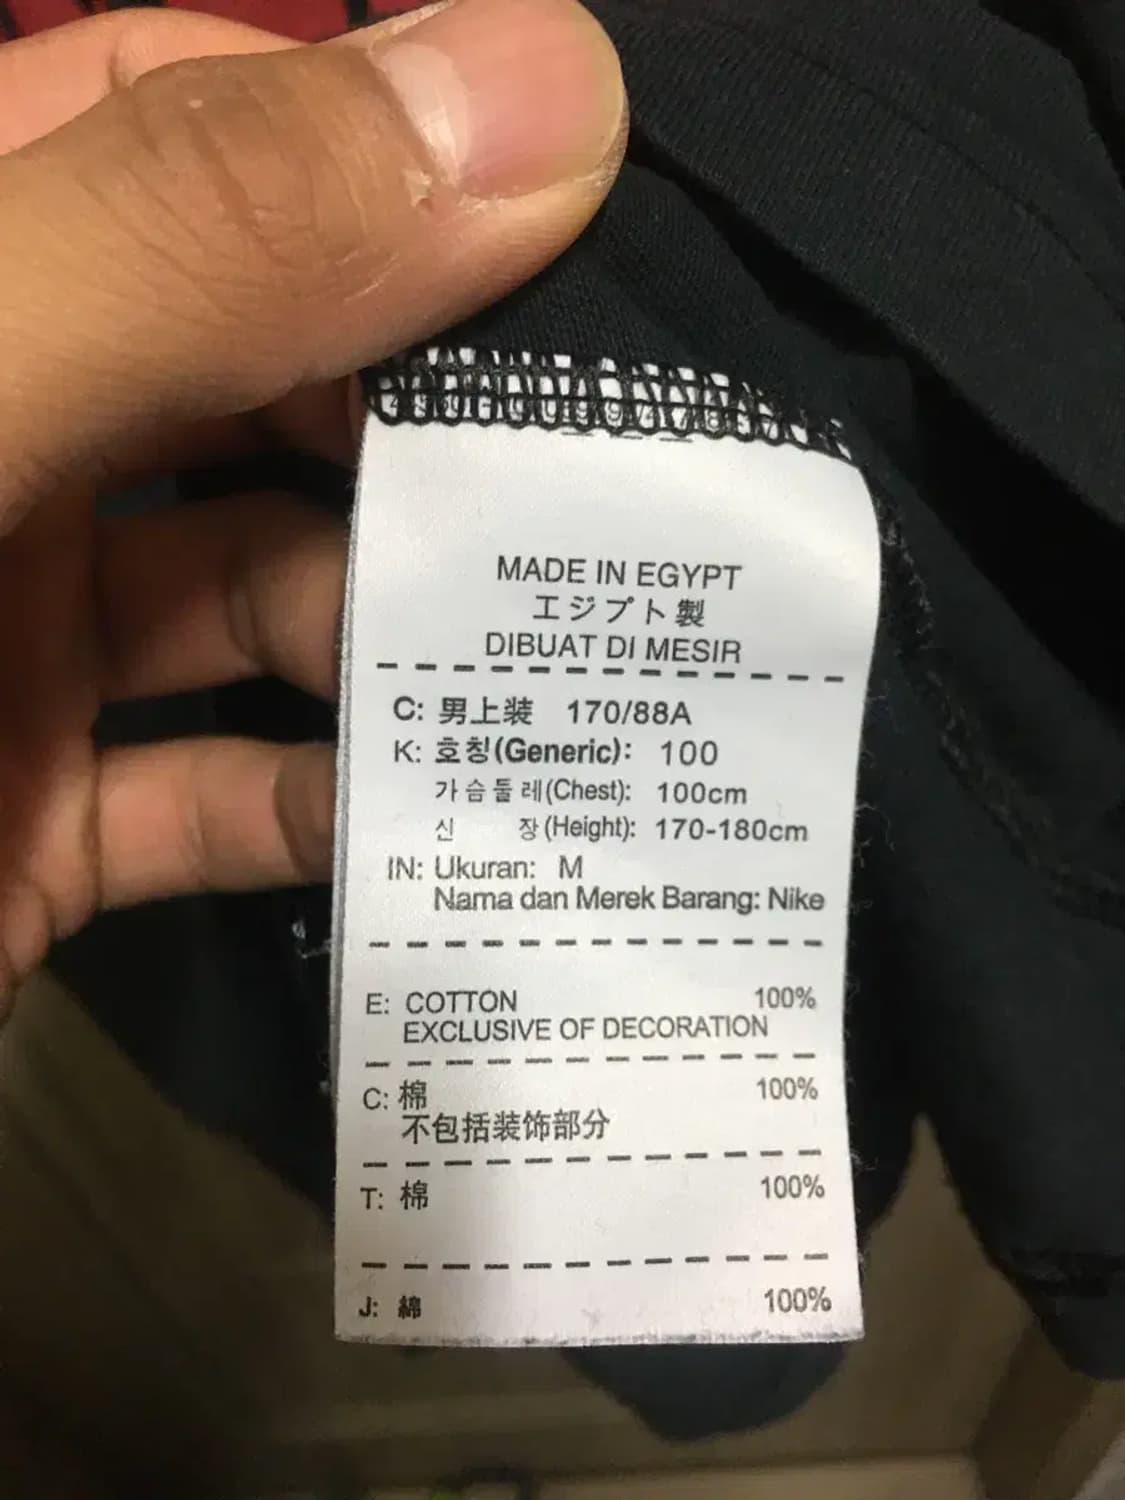 MADE IN EGYPT
エジプト製
DIBUAT DI MESIR
C: 男上装 170/88A
K: 호칭(Generic): 100
가슴둘레(Chest): 100cm
신 장(Height): 170-180cm
IN: Ukuran: M
Nama dan Merek Barang: Nike
E: COTTON 100%
EXCLUSIVE OF DECORATION
C: 棉 100%
不包括装饰部分
T: 棉 100%
J: 綿 100%